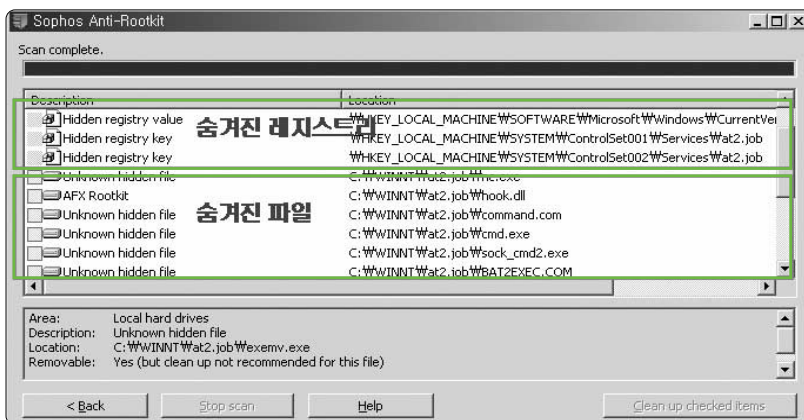 Sophos Anti-Rootkit
Scan complete.
Description Location
Hidden registry value ₩HKEY_LOCAL_MACHINE₩SOFTWARE₩Microsoft₩Windows₩CurrentVer
숨겨진 레지스트리
Hidden registry key ₩HKEY_LOCAL_MACHINE₩SYSTEM₩ControlSet001₩Services₩at2.job
Hidden registry key ₩HKEY_LOCAL_MACHINE₩SYSTEM₩ControlSet002₩Services₩at2.job
Unknown hidden file C:₩WINNT₩at2.job₩nc.exe
AFX Rootkit C:₩WINNT₩at2.job₩hook.dll
숨겨진 파일
Unknown hidden file C:₩WINNT₩at2.job₩command.com
Unknown hidden file C:₩WINNT₩at2.job₩cmd.exe
Unknown hidden file C:₩WINNT₩at2.job₩sock_cmd2.exe
Unknown hidden file C:₩WINNT₩at2.job₩BAT2EXEC.COM
Area: Local hard drives
Description: Unknown hidden file
Location: C:₩WINNT₩at2.job₩exemv.exe
Removable: Yes (but clean up not recommended for this file)
< Back Stop scan Help Clean up checked items